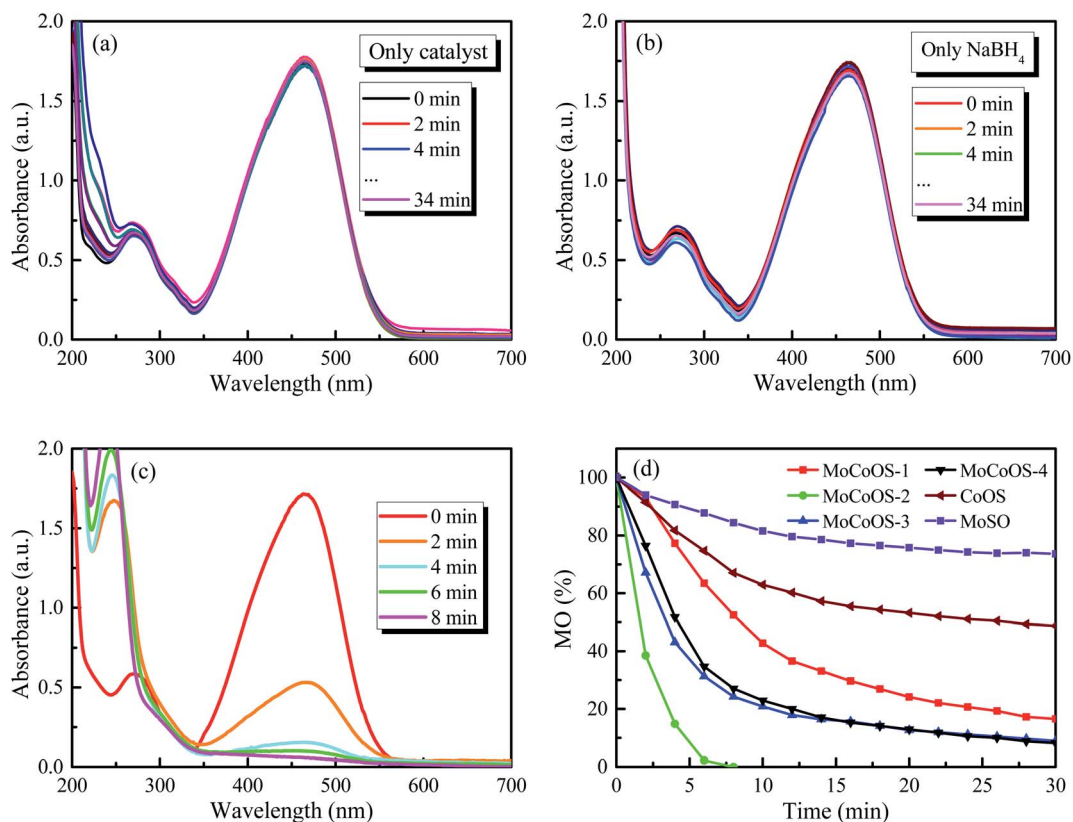 (a)
Only catalyst
0 min
2 min
4 min
...
34 min
Absorbance (a.u.)
2.0
1.5
1.0
0.5
0.0
200 300 400 500 600 700
Wavelength (nm)
(b)
Only NaBH4
0 min
2 min
4 min
...
34 min
Absorbance (a.u.)
2.0
1.5
1.0
0.5
0.0
200 300 400 500 600 700
Wavelength (nm)
(c)
0 min
2 min
4 min
6 min
8 min
Absorbance (a.u.)
2.0
1.5
1.0
0.5
0.0
200 300 400 500 600 700
Wavelength (nm)
(d)
MoCoOS-1 MoCoOS-4
MoCoOS-2 CoOS
MoCoOS-3 MoSO
MO (%)
100
80
60
40
20
0
0 5 10 15 20 25 30
Time (min)